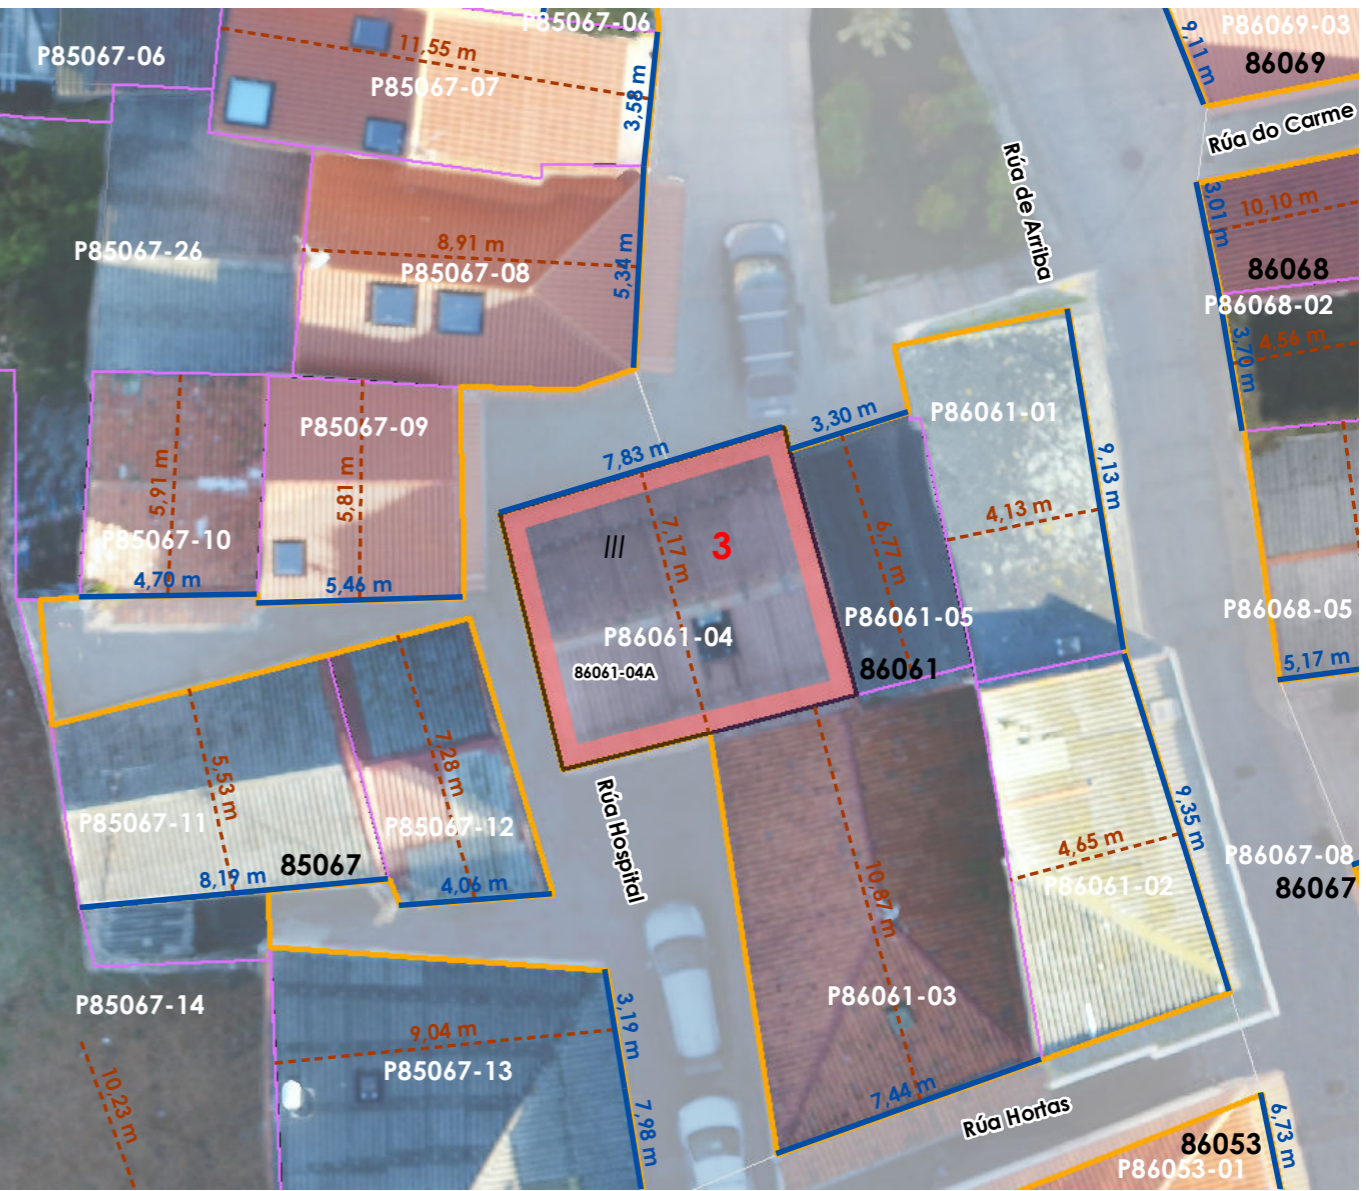 P85067-06
P85067-06
11,55 m
P85067-07
3,58 m
9,11 m
P86069-03
86069
Rúa do Carme
Rúa de Arriba
P85067-26
8,91 m
P85067-08
5,34 m
3,01 m
10,10 m
86068
P86068-02
3,70 m
4,56 m
P85067-09
5,91 m
5,81 m
P85067-10
4,70 m
5,46 m
7,83 m
3,30 m
P86061-01
9,13 m
4,13 m
III
3
7,17 m
6,77 m
P86061-04
86061-04A
P86061-05
86061
P86068-05
5,17 m
5,53 m
7,28 m
P85067-11
P85067-12
8,19 m
85067
4,06 m
Rúa Hospital
10,87 m
4,65 m
9,35 m
P86061-02
P86067-08
86067
P85067-14
P86061-03
3,19 m
9,04 m
P85067-13
10,23 m
7,98 m
7,44 m
Rúa Hortas
86053
P86053-01
6,73 m